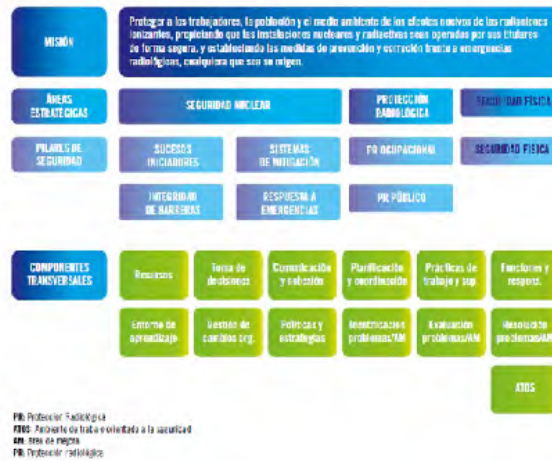 MISIÓN
Proteger a los trabajadores, la población y el medio ambiente de los efectos nocivos de las radiaciones
ionizantes, propiciando que las instalaciones nucleares y radiactivas sean operadas por sus titulares
de forma segura, y estableciendo las medidas de prevención y corrección frente a emergencias
radiológicas, cualquiera que sea su origen.
ÁREAS
ESTRATÉGICAS
SEGURIDAD NUCLEAR
PROTECCIÓN
RADIOLÓGICA
SEGURIDAD FÍSICA
PILARES DE
SEGURIDAD
SUCESOS
INICIADORES
SISTEMAS
DE MITIGACIÓN
PR OCUPACIONAL
SEGURIDAD FÍSICA
INTEGRIDAD
DE BARRERAS
RESPUESTA A
EMERGENCIAS
PR PÚBLICO
COMPONENTES
TRANSVERSALES
Recursos
Toma de
decisiones
Comunicación
y cohesión
Planificación
y coordinación
Prácticas de
trabajo y sup.
Funciones y
respons.
Entorno de
aprendizaje
Gestión de
cambios org.
Políticas y
estrategias
Identificación
problemas/AM
Evaluación
problemas/AM
Resolución
problemas/AM
ATOS
PR: Protección Radiológica
ATOS: Ambiente de trabajo orientado a la seguridad
AM: área de mejora
PR: Protección radiológica